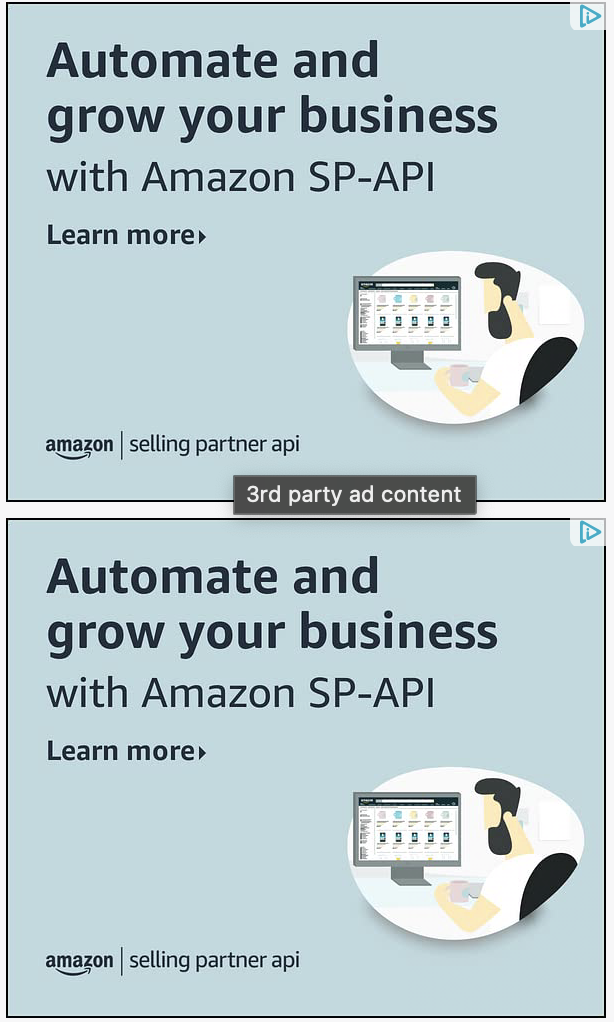 Automate and
grow your business
with Amazon SP-API
Learn more
amazon | selling partner api
3rd party ad content
Automate and
grow your business
with Amazon SP-API
Learn more
amazon | selling partner api